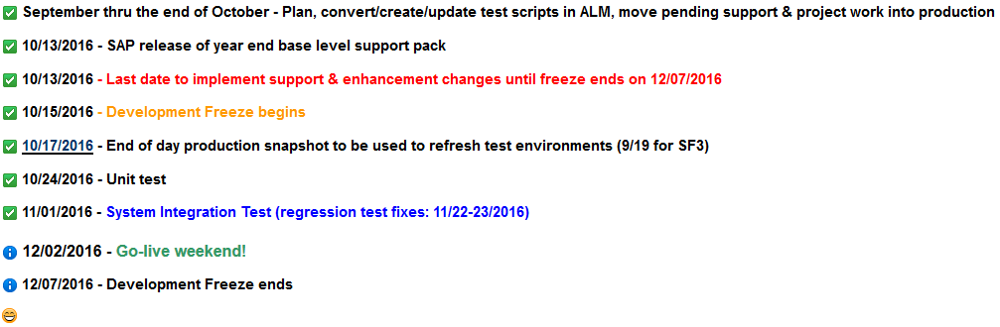 September thru the end of October - Plan, convert/create/update test scripts in ALM, move pending support & project work into production
10/13/2016 - SAP release of year end base level support pack
10/13/2016 - Last date to implement support & enhancement changes until freeze ends on 12/07/2016
10/15/2016 - Development Freeze begins
10/17/2016 - End of day production snapshot to be used to refresh test environments (9/19 for SF3)
10/24/2016 - Unit test
11/01/2016 - System Integration Test (regression test fixes: 11/22-23/2016)
12/02/2016 - Go-live weekend!
12/07/2016 - Development Freeze ends